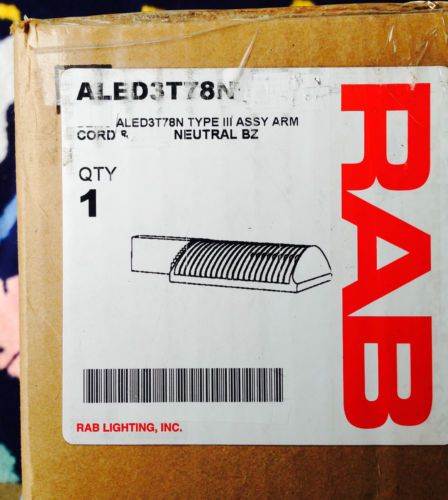 ALED3T78N
ALED3T78N TYPE III ASSY ARM
CORD & NEUTRAL BZ
QTY
1
RAB
RAB LIGHTING, INC.